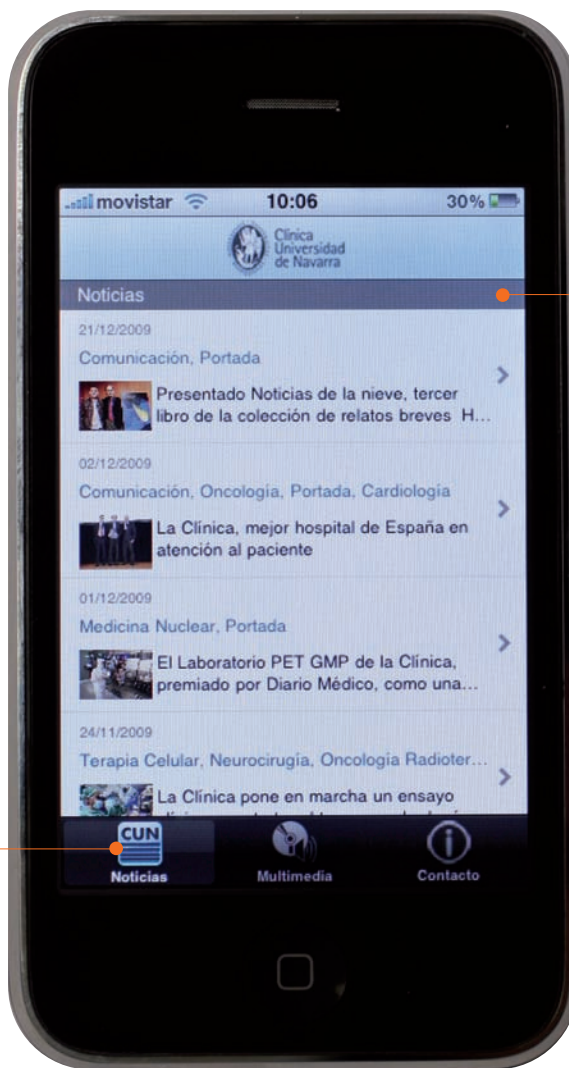 movistar 10:06 30%
Clínica
Universidad
de Navarra
Noticias
21/12/2009
Comunicación, Portada
Presentado Noticias de la nieve, tercer
libro de la colección de relatos breves H...
02/12/2009
Comunicación, Oncología, Portada, Cardiología
La Clínica, mejor hospital de España en
atención al paciente
01/12/2009
Medicina Nuclear, Portada
El Laboratorio PET GMP de la Clínica,
premiado por Diario Médico, como una...
24/11/2009
Terapia Celular, Neurocirugía, Oncología Radioter...
La Clínica pone en marcha un ensayo
CUN
Noticias Multimedia Contacto